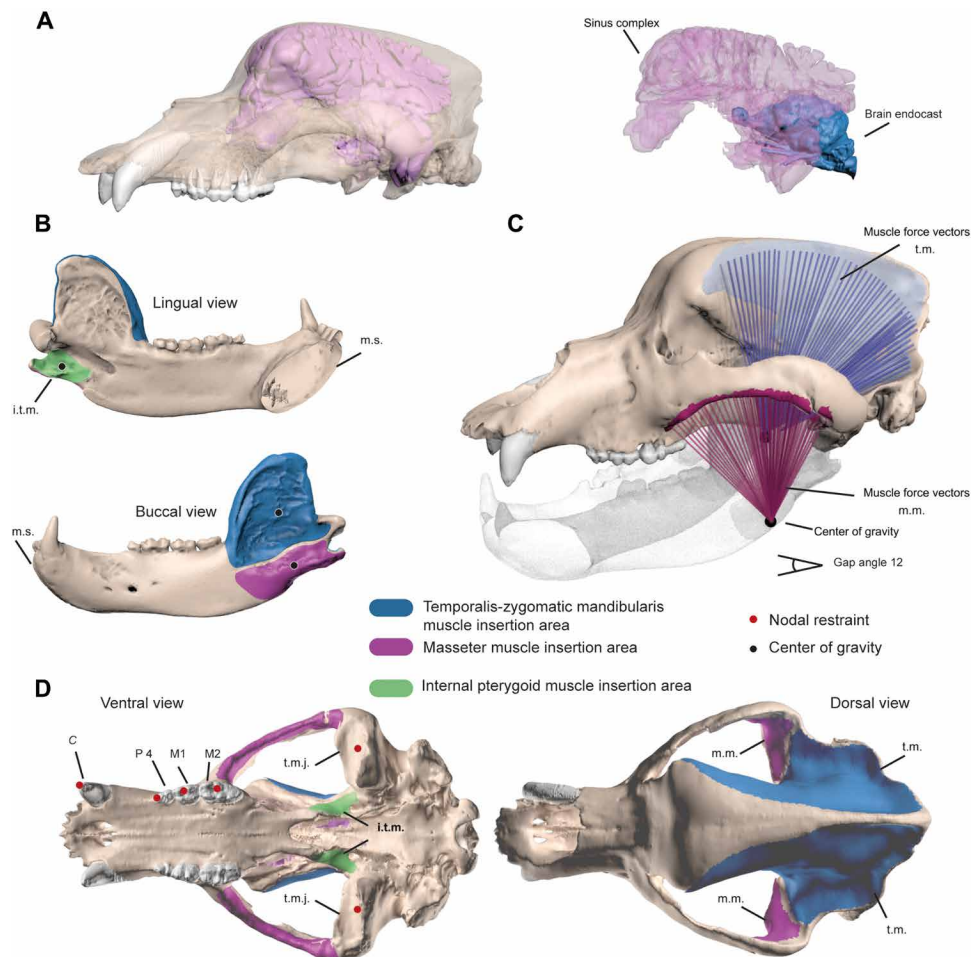 A
Sinus complex
Brain endocast
B
Lingual view
m.s.
i.t.m.
Buccal view
m.s.
C
Muscle force vectors
t.m.
Muscle force vectors
m.m.
Center of gravity
Gap angle 12
Temporalis-zygomatic mandibularis
muscle insertion area
Masseter muscle insertion area
Internal pterygoid muscle insertion area
Nodal restraint
Center of gravity
D
Ventral view
C
P 4
M1
M2
t.m.j.
i.t.m.
t.m.j.
Dorsal view
m.m.
t.m.
m.m.
t.m.